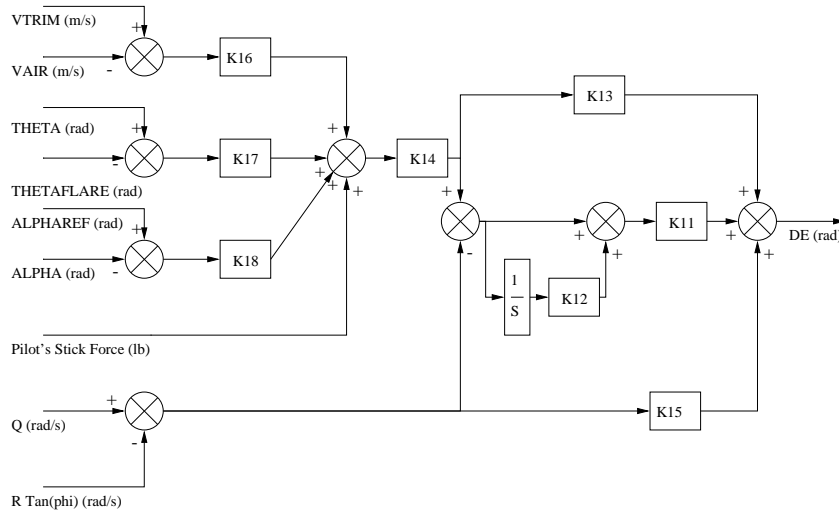 VTRIM (m/s)
+
K16
-
VAIR (m/s)
K13
THETA (rad)
+
+
K17
+
K14
-
THETAFLARE (rad)
+
+
+
+
ALPHAREF (rad)
+
K11
DE (rad)
+
+
-
ALPHA (rad)
K18
-
+
+
1
S
K12
Pilot's Stick Force (lb)
+
Q (rad/s)
K15
-
R Tan(phi) (rad/s)